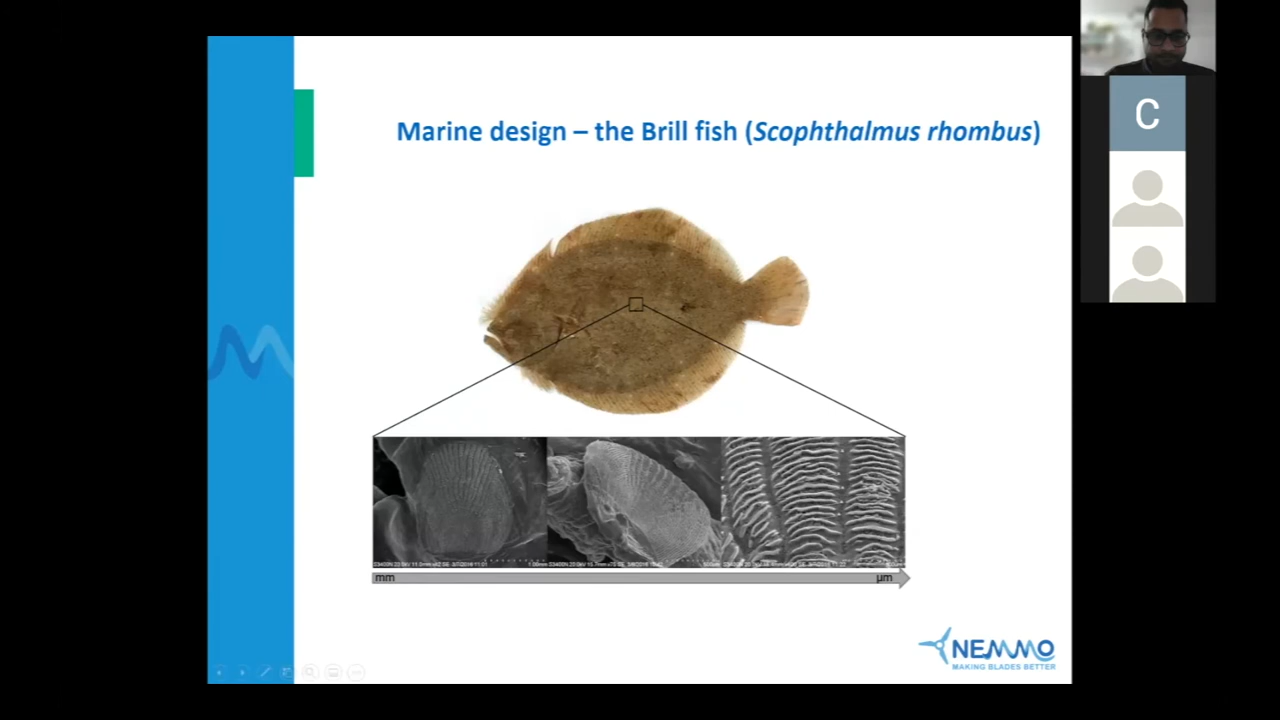 Marine design – the Brill fish (Scophthalmus rhombus)
C
mm
µm
NEMMO
MAKING BLADES BETTER